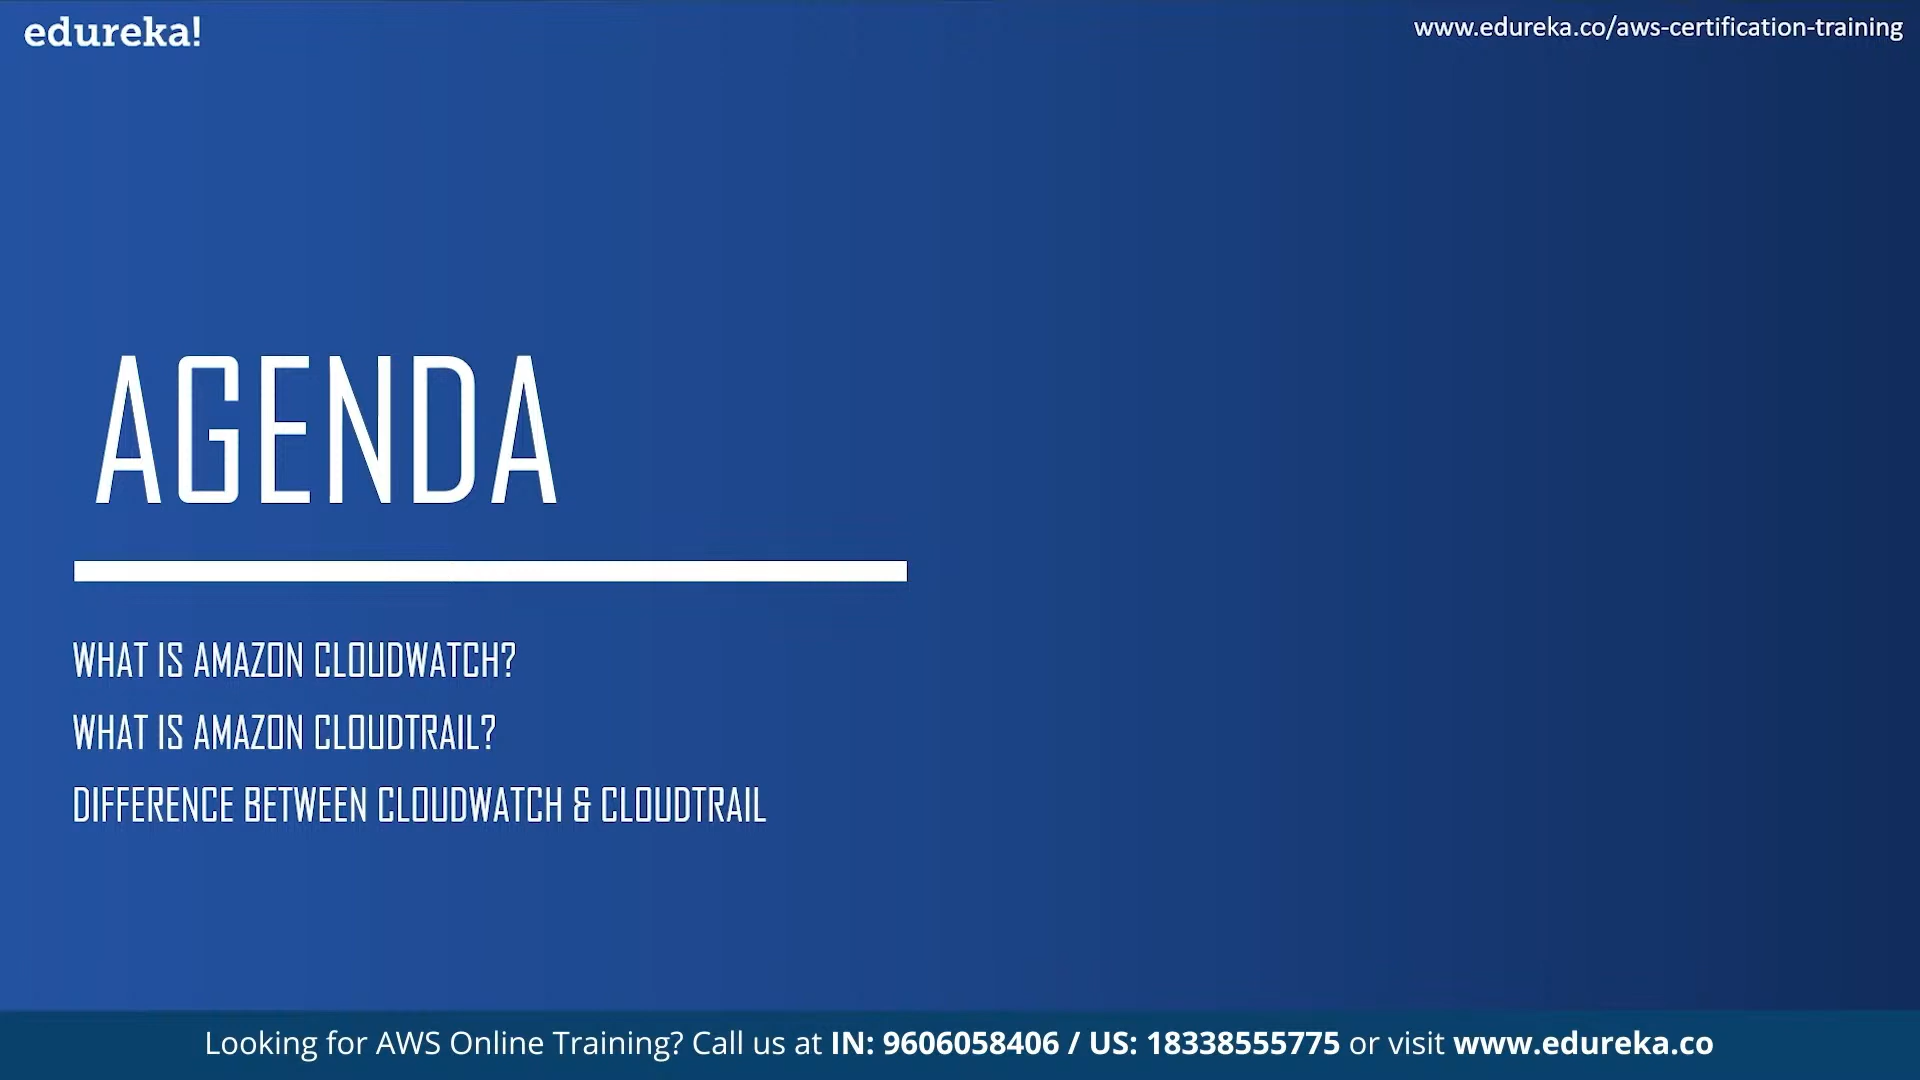 edureka!
www.edureka.co/aws-certification-training
AGENDA
WHAT IS AMAZON CLOUDWATCH?
WHAT IS AMAZON CLOUDTRAIL?
DIFFERENCE BETWEEN CLOUDWATCH & CLOUDTRAIL
Looking for AWS Online Training? Call us at IN: 9606058406 / US: 18338555775 or visit www.edureka.co